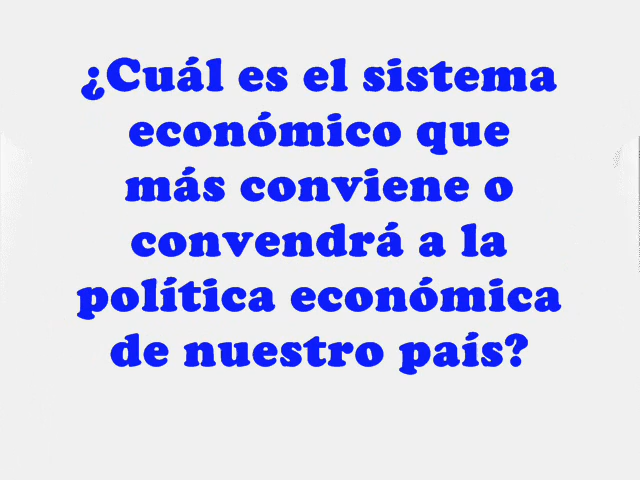 ¿Cuál es el sistema
económico que
más conviene o
convendrá a la
política económica
de nuestro país?